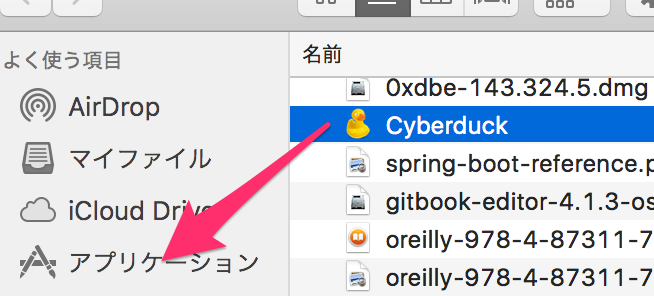 よく使う項目
AirDrop
マイファイル
iCloud Drive
アプリケーション
名前
0xdbe-143.324.5.dmg
Cyberduck
spring-boot-reference.p
gitbook-editor-4.1.3-os
oreilly-978-4-87311-7
oreilly-978-4-87311-7